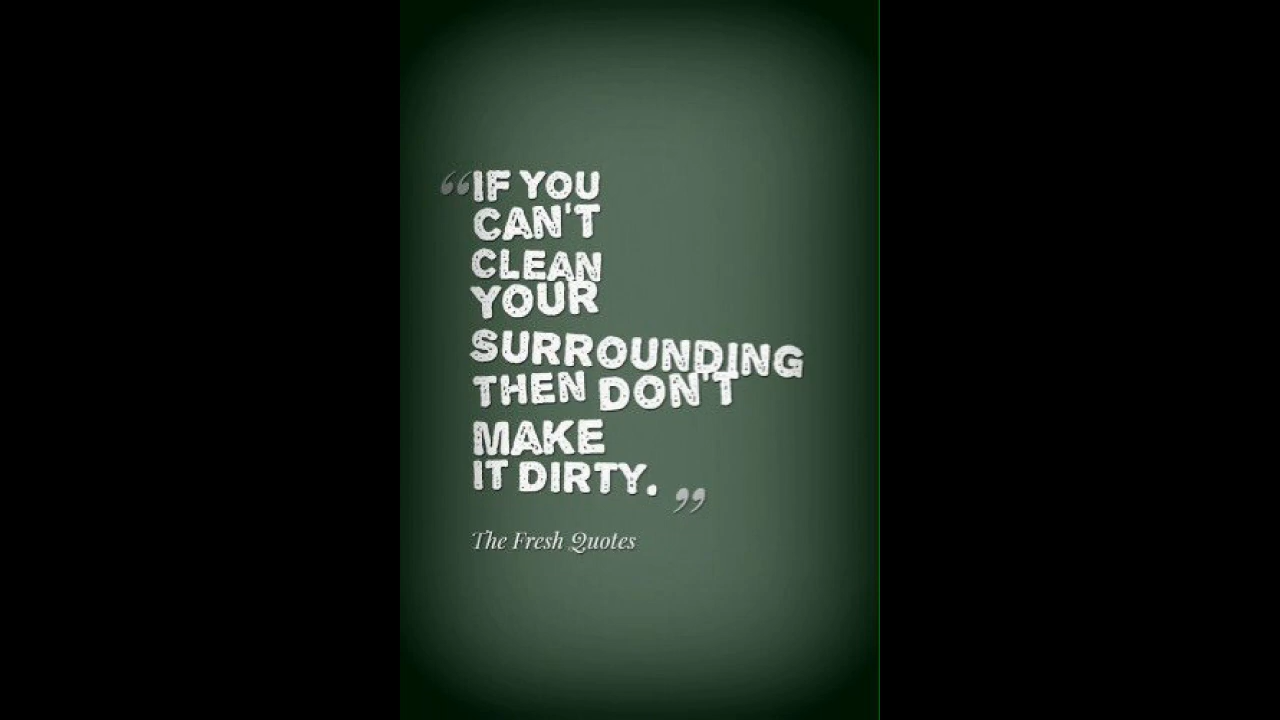 “IF YOU
CAN'T
CLEAN
YOUR
SURROUNDING
THEN DON'T
MAKE
IT DIRTY. ”
The Fresh Quotes